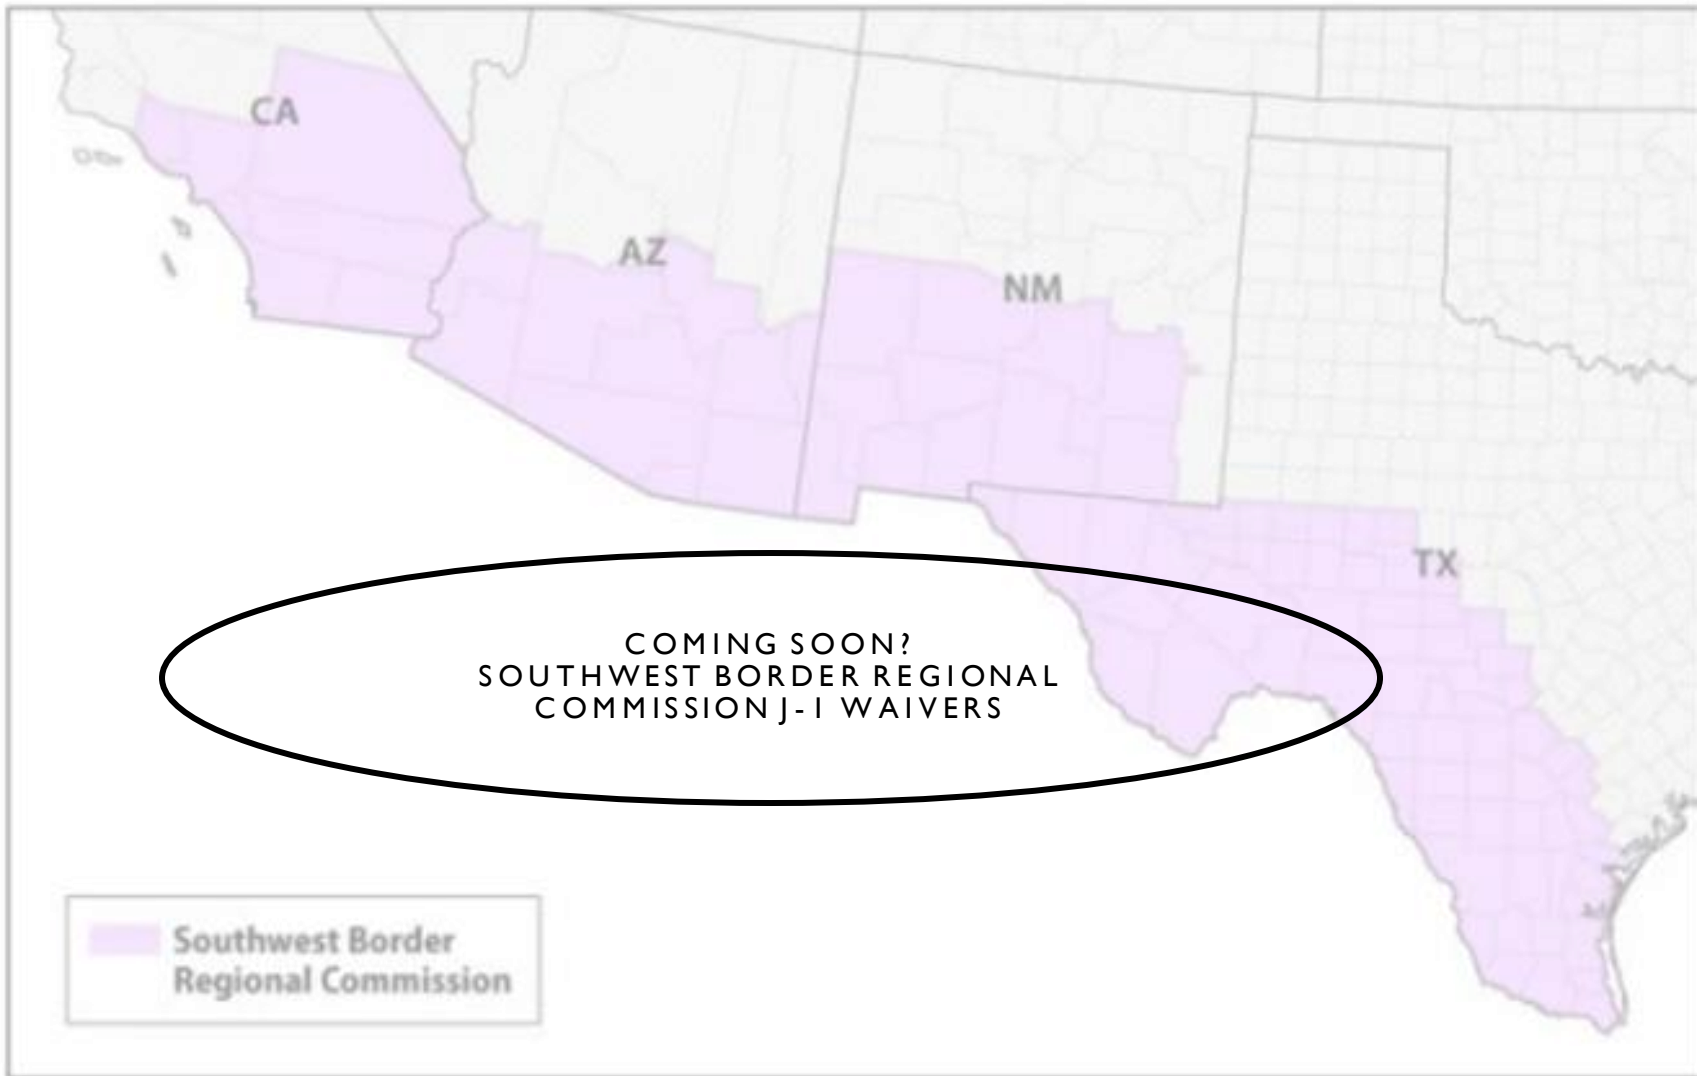 CA
AZ
NM
TX
COMING SOON?
SOUTHWEST BORDER REGIONAL
COMMISSION J-1 WAIVERS
Southwest Border
Regional Commission